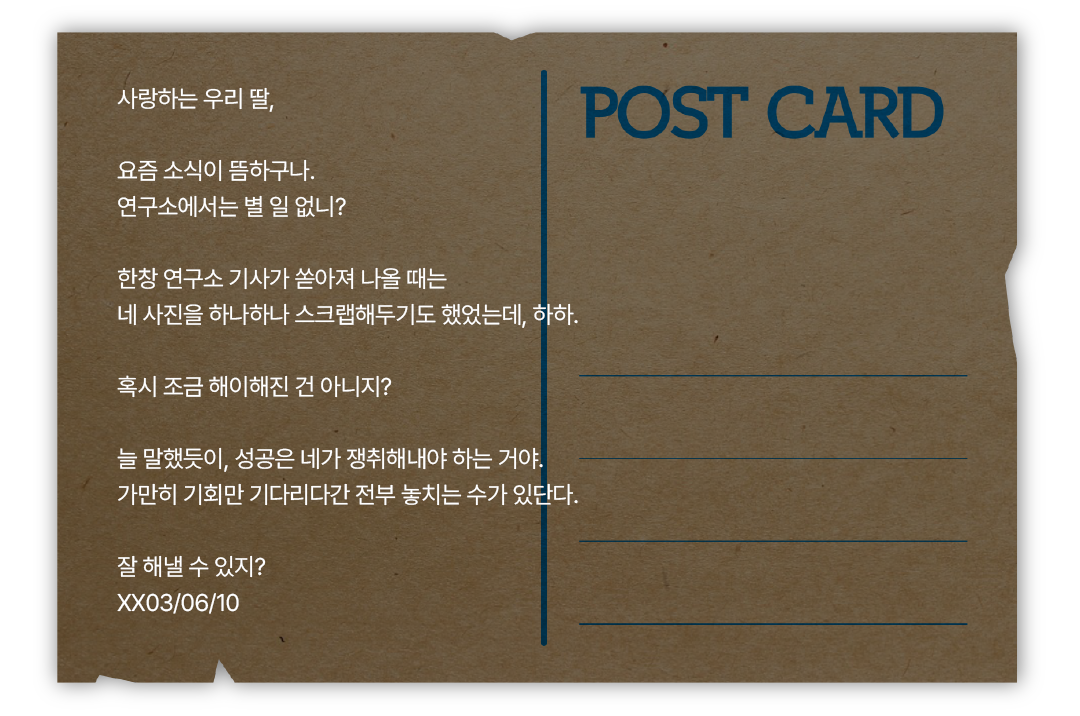 사랑하는 우리 딸,
요즘 소식이 뜸하구나.
연구소에서는 별 일 없니?
한창 연구소 기사가 쏟아져 나올 때는
네 사진을 하나하나 스크랩해두기도 했었는데, 하하.
혹시 조금 해이해진 건 아니지?
늘 말했듯이, 성공은 네가 쟁취해내야 하는 거야.
가만히 기회만 기다리다간 전부 놓치는 수가 있단다.
잘 해낼 수 있지?
XX03/06/10
POST CARD